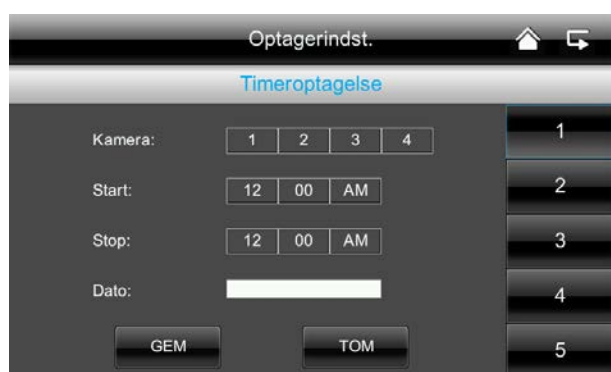 Optagerindst.
Timeroptagelse
Kamera: 1 2 3 4
Start: 12 00 AM
Stop: 12 00 AM
Dato:
GEM TOM
1
2
3
4
5